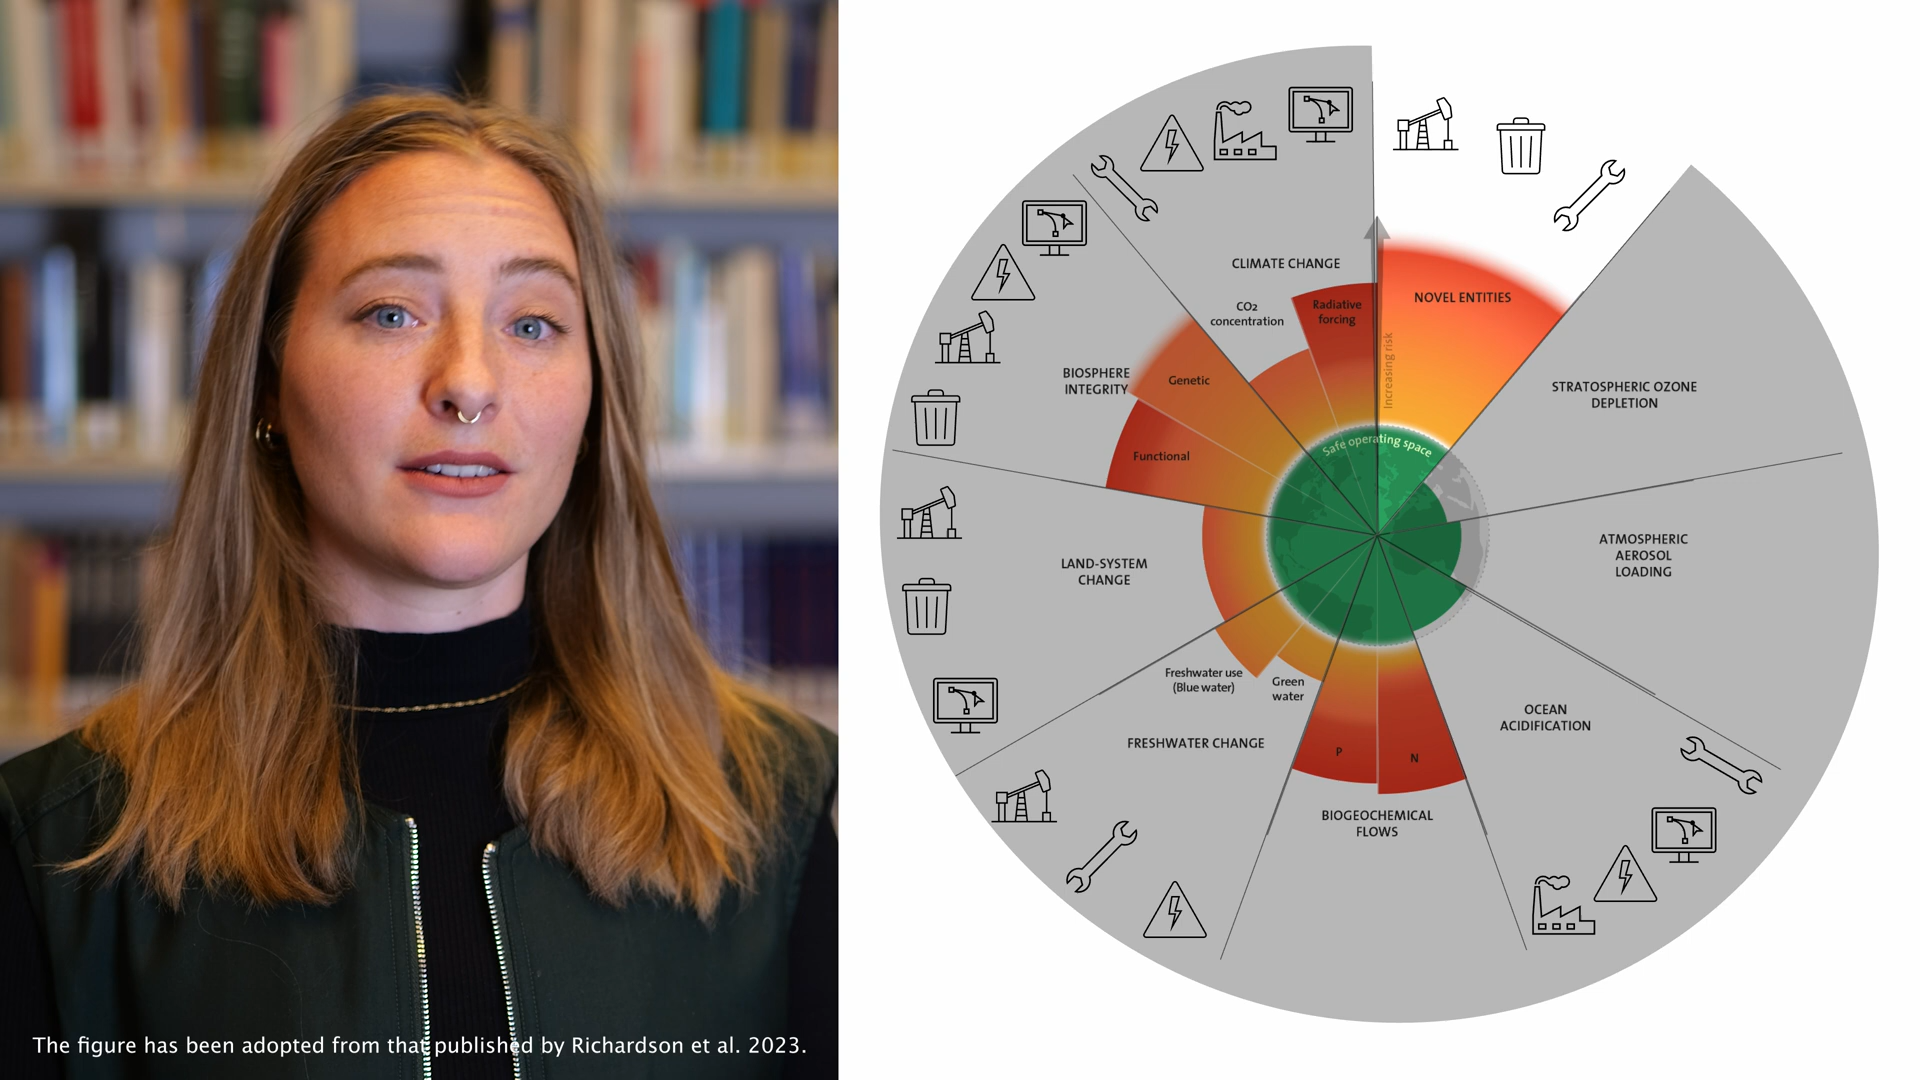 CLIMATE CHANGE
CO2
concentration
Radiative
forcing
NOVEL ENTITIES
Increasing risk
STRATOSPHERIC OZONE
DEPLETION
BIOSPHERE
INTEGRITY
Genetic
Functional
Safe operating space
ATMOSPHERIC
AEROSOL
LOADING
LAND-SYSTEM
CHANGE
Freshwater use
(Blue water)
Green
water
FRESHWATER CHANGE
OCEAN
ACIDIFICATION
P
N
BIOGEOCHEMICAL
FLOWS
The figure has been adopted from that published by Richardson et al. 2023.